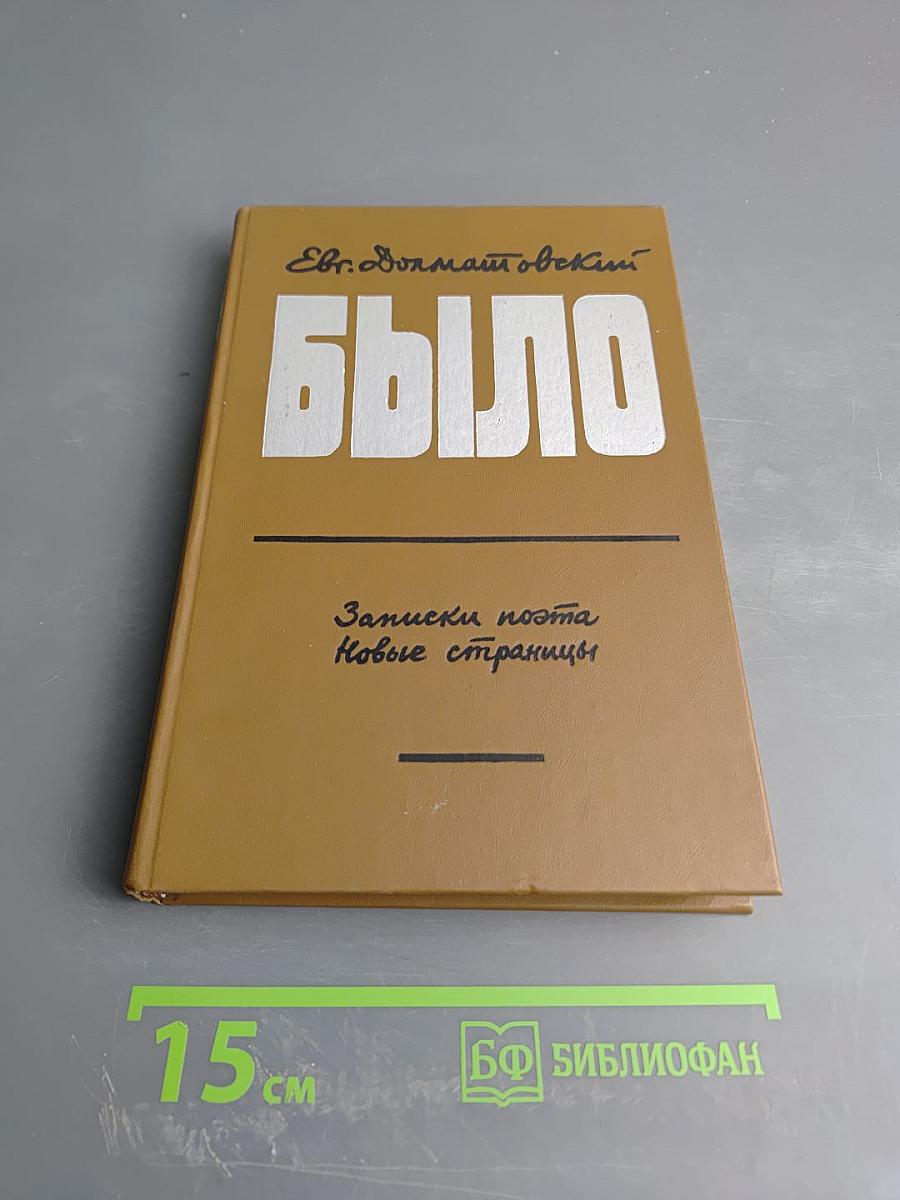 Евг. Долматовский
БЫЛО
Записки поэта
Новые страницы
15 см
БФ БИБЛИОФАН